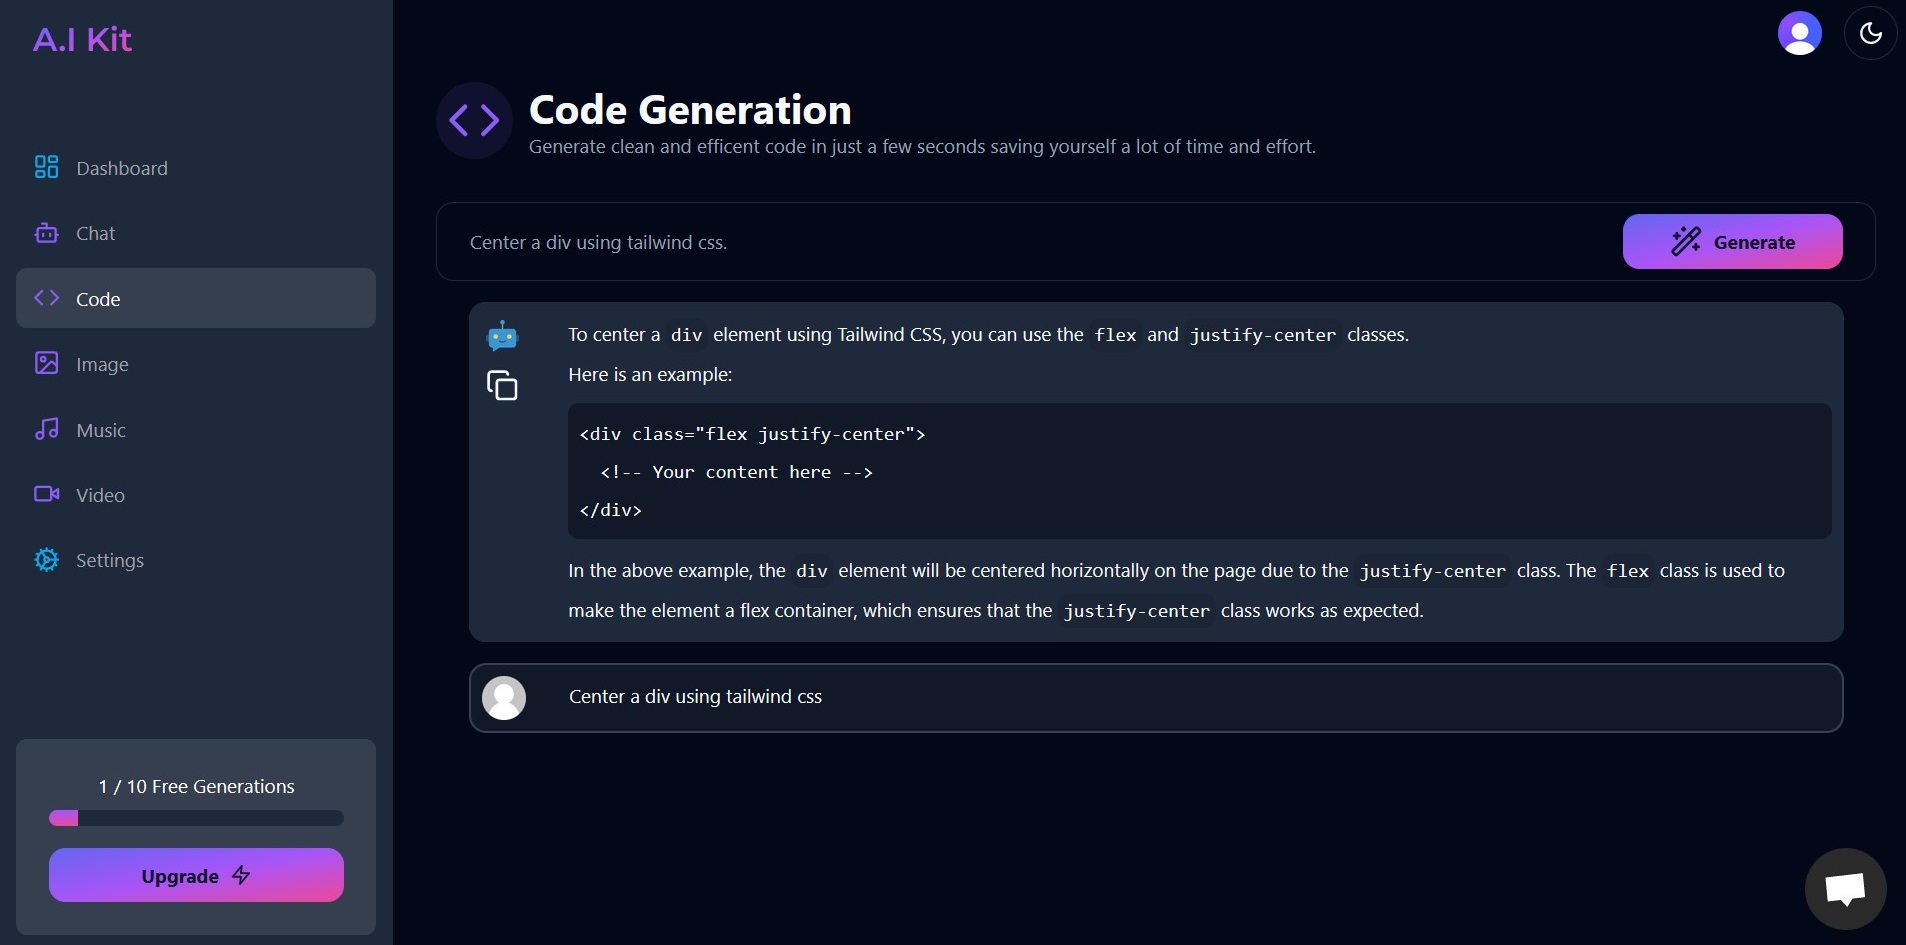 A.I Kit
Dashboard
Chat
Code
Image
Music
Video
Settings
1 / 10 Free Generations
Upgrade
Code Generation
Generate clean and efficent code in just a few seconds saving yourself a lot of time and effort.
Center a div using tailwind css.
Generate
To center a div element using Tailwind CSS, you can use the flex and justify-center classes.
Here is an example:
<div class="flex justify-center">
  <!-- Your content here -->
</div>
In the above example, the div element will be centered horizontally on the page due to the justify-center class. The flex class is used to
make the element a flex container, which ensures that the justify-center class works as expected.
Center a div using tailwind css